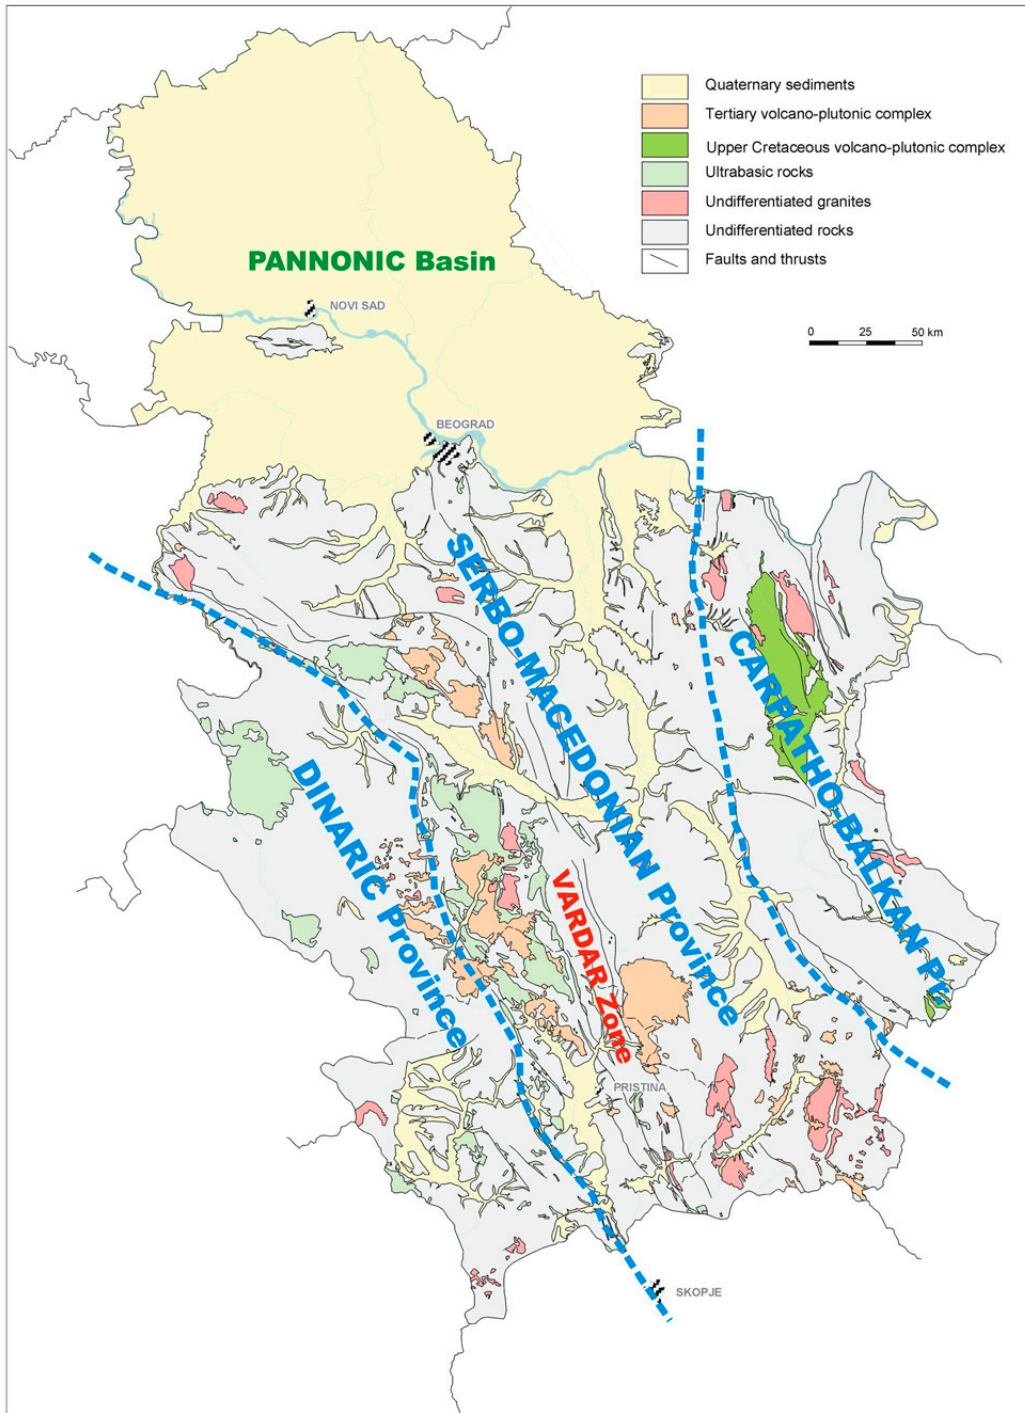 Quaternary sediments
Tertiary volcano-plutonic complex
Upper Cretaceous volcano-plutonic complex
Ultrabasic rocks
Undifferentiated granites
Undifferentiated rocks
Faults and thrusts
PANNONIC Basin
NOVI SAD
0 25 50 km
BEOGRAD
SERBO-MACEDONIAN Province
CARPATHO-BALKAN Pr.
DINARIC Province
VARDAR Zone
PRISTINA
SKOPJE